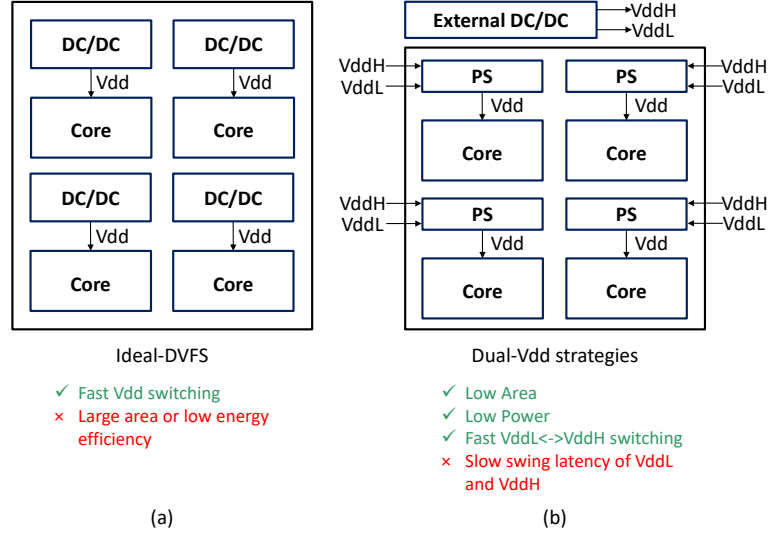 DC/DC
DC/DC
Vdd
Vdd
Core
Core
DC/DC
DC/DC
Vdd
Vdd
Core
Core
Ideal-DVFS
✓ Fast Vdd switching
× Large area or low energy
efficiency
(a)
External DC/DC
VddH
VddL
VddH
VddL
PS
PS
VddH
VddL
Vdd
Vdd
Core
Core
VddH
VddL
PS
PS
VddH
VddL
Vdd
Vdd
Core
Core
Dual-Vdd strategies
✓ Low Area
✓ Low Power
✓ Fast VddL<->VddH switching
× Slow swing latency of VddL
and VddH
(b)